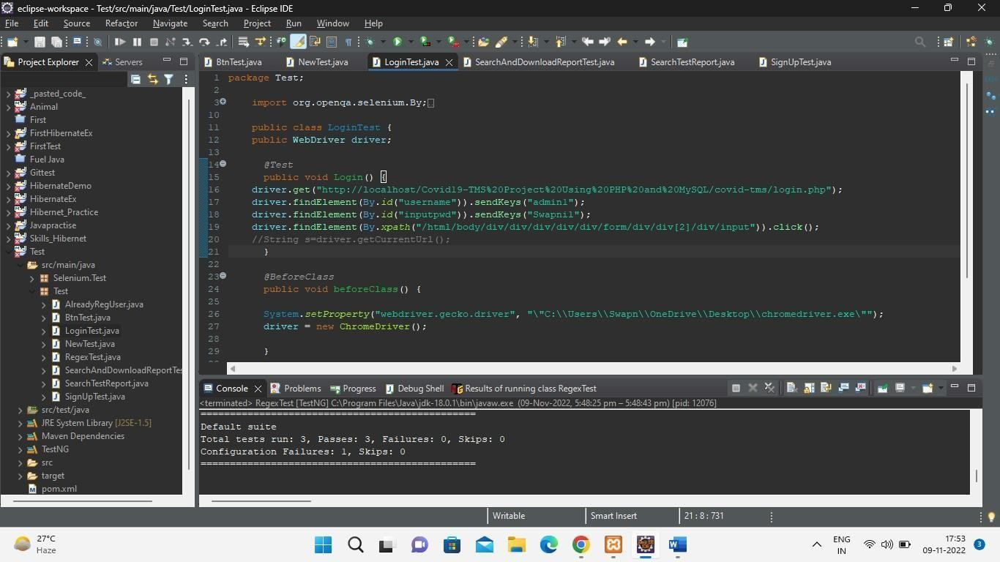 eclipse-workspace - Test/src/main/java/Test/LoginTest.java - Eclipse IDE
File Edit Source Refactor Navigate Search Project Run Window Help
Project Explorer Servers
BtnTest.java NewTest.java LoginTest.java SearchAndDownloadReportTest.java SearchTestReport.java SignUpTest.java
_pasted_code_
Animal
First
FirstHibernateEx
FirstTest
Fuel Java
Gittest
HibernateDemo
HibernateEx
Hibernet_Practice
Javapractise
Skills_Hibernet
Test
src/main/java
Selenium.Test
Test
AlreadyRegUser.java
BtnTest.java
LoginTest.java
NewTest.java
RegexTest.java
SearchAndDownloadReportTes
SearchTestReport.java
SignUpTest.java
src/test/java
JRE System Library [J2SE-1.5]
Maven Dependencies
TestNG
src
target
pom.xml
1 package Test;
2
3 import org.openqa.selenium.By;
10
11 public class LoginTest {
12 public WebDriver driver;
13
14 @Test
15 public void Login() {
16 driver.get("http://localhost/Covid19-TMS%20Project%20Using%20PHP%20and%20MySQL/covid-tms/login.php");
17 driver.findElement(By.id("username")).sendKeys("admin1");
18 driver.findElement(By.id("inputpwd")).sendKeys("Swapnil");
19 driver.findElement(By.xpath("/html/body/div/div/div/div/div/form/div/div[2]/div/input")).click();
20 //String s=driver.getCurrentUrl();
21 }
22
23 @BeforeClass
24 public void beforeClass() {
25
26 System.setProperty("webdriver.gecko.driver", "\"C:\\Users\\Swapn\\OneDrive\\Desktop\\chromedriver.exe\"");
27 driver = new ChromeDriver();
28
29 }
Console Problems Progress Debug Shell Results of running class RegexTest
<terminated> RegexTest [TestNG] C:\Program Files\Java\jdk-18.0.1\bin\javaw.exe (09-Nov-2022, 5:48:25 pm – 5:48:43 pm) [pid: 12076]
===============================================
Default suite
Total tests run: 3, Passes: 3, Failures: 0, Skips: 0
Configuration Failures: 1, Skips: 0
===============================================
Writable Smart Insert 21 : 8 : 731
27°C
Haze
ENG
IN
17:53
09-11-2022
3